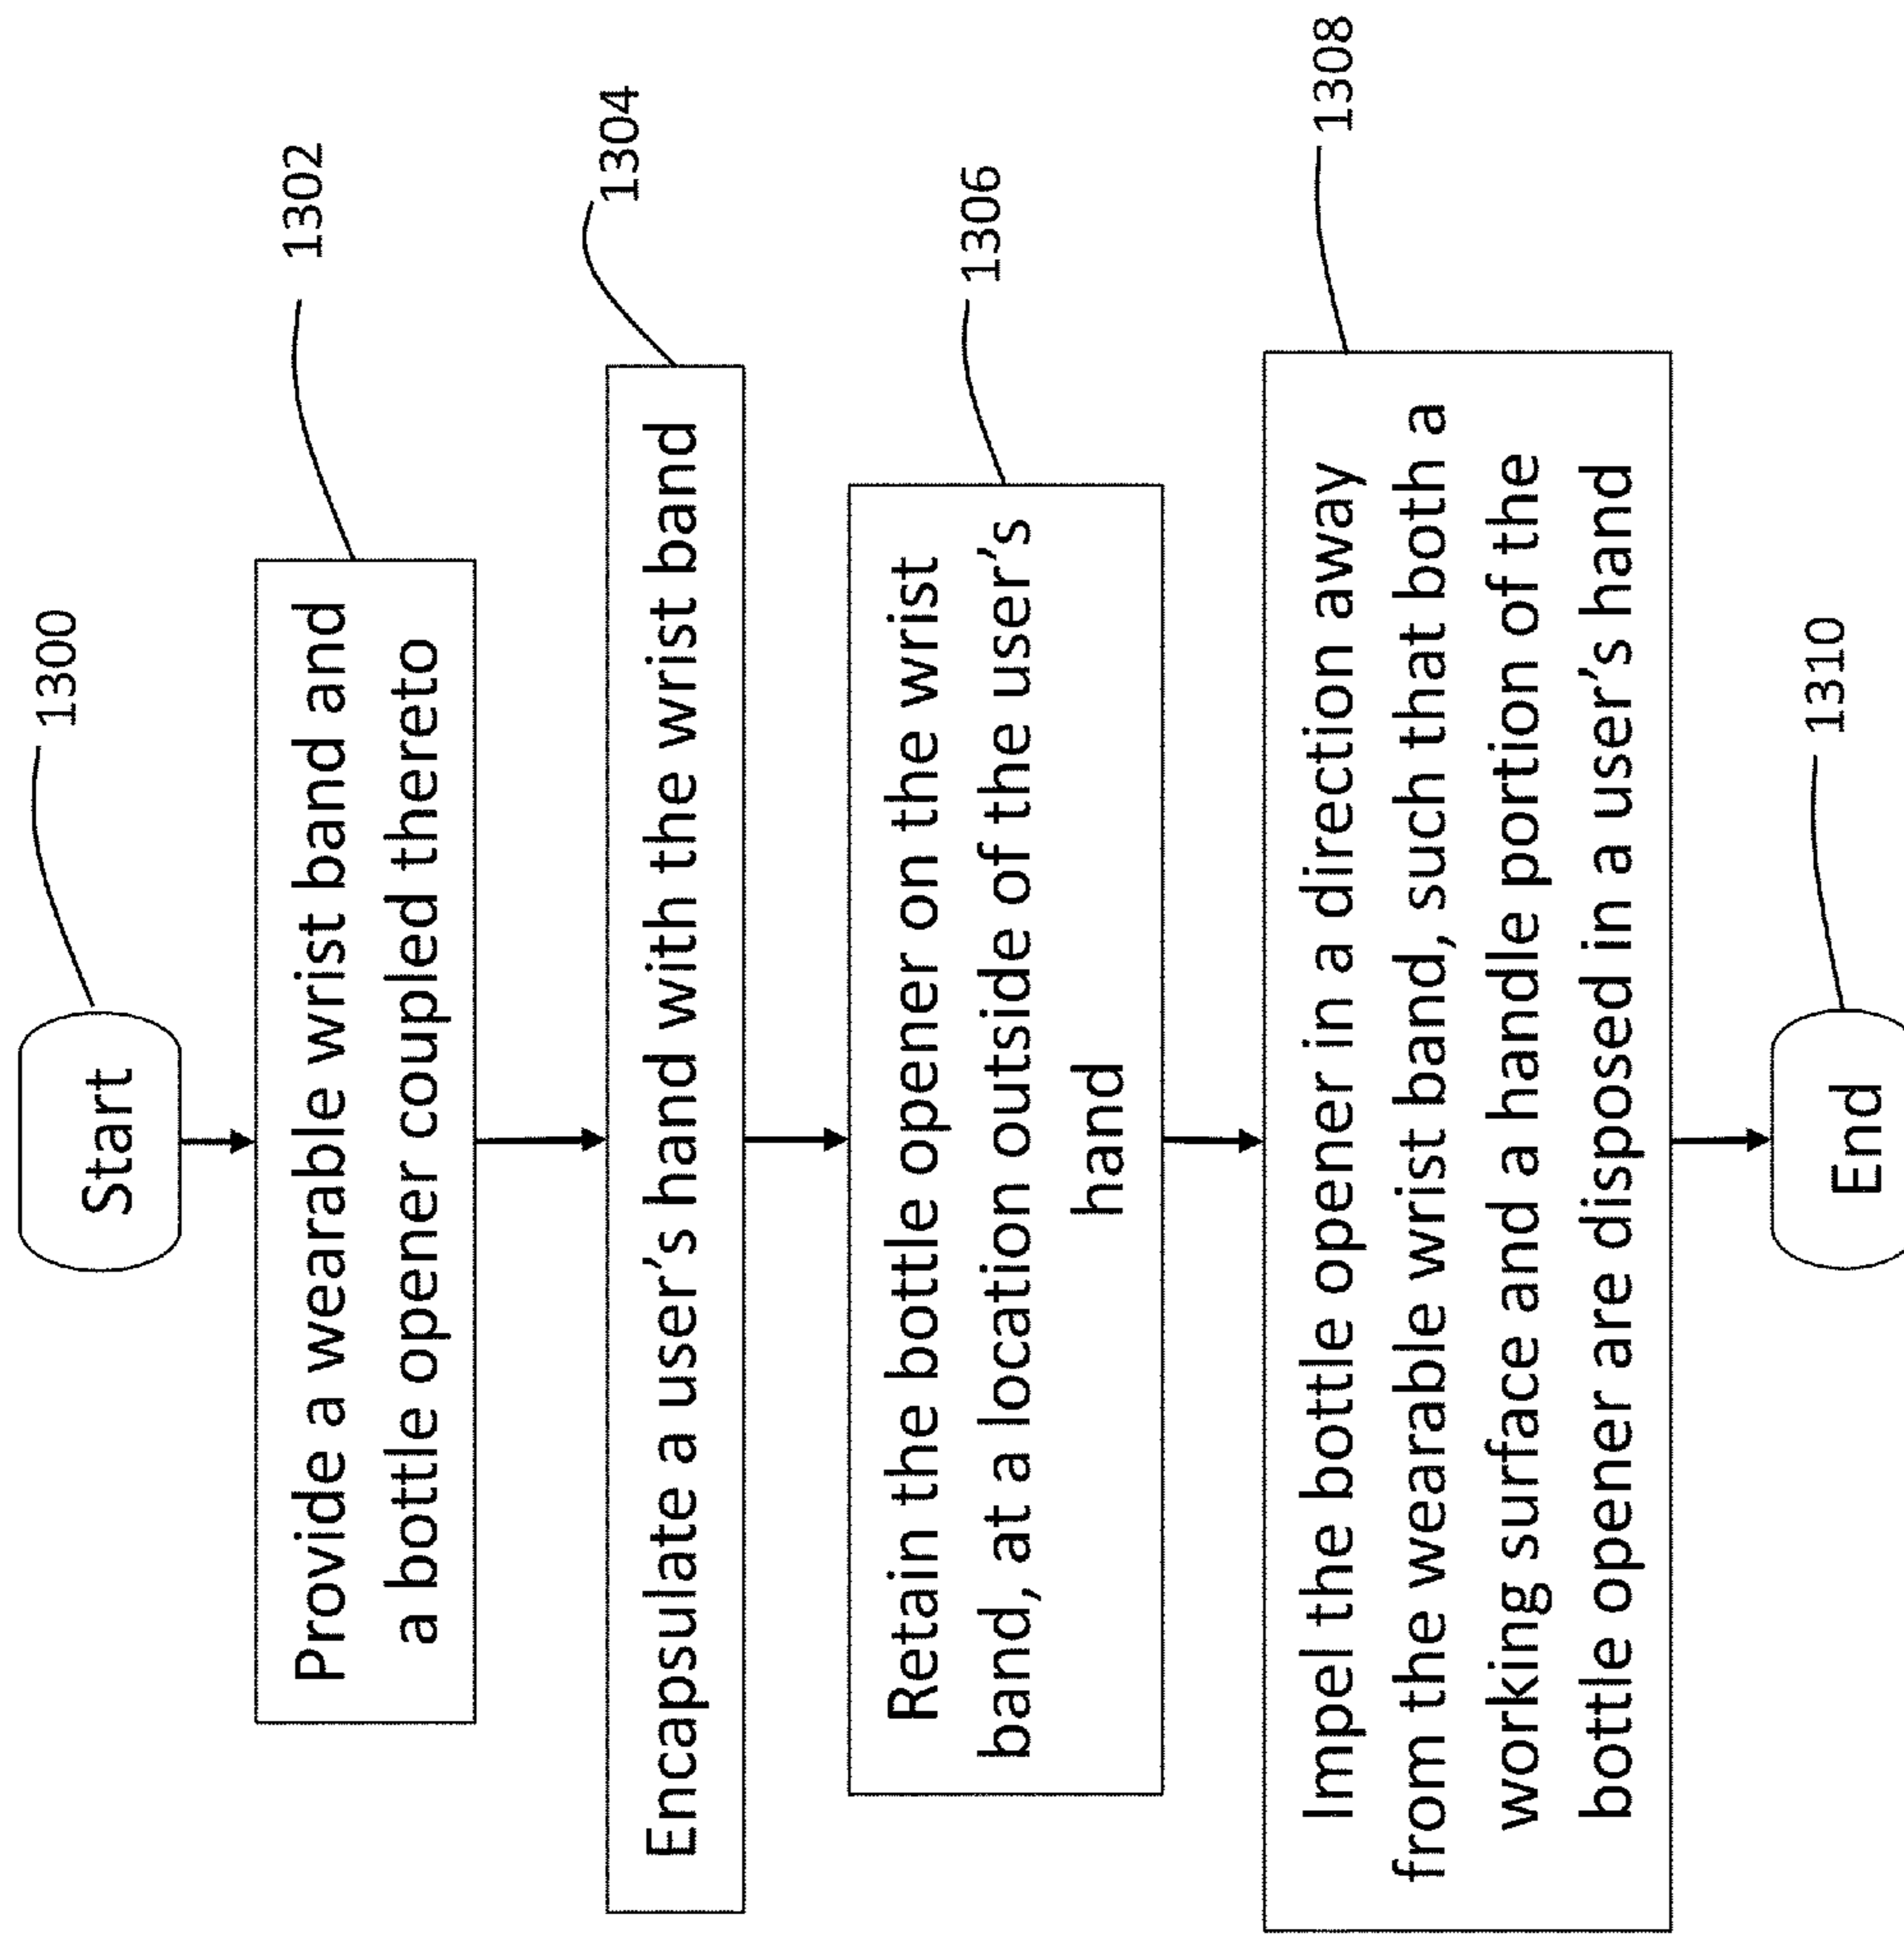 Start
1300
Provide a wearable wrist band and
a bottle opener coupled thereto
1302
Encapsulate a user's hand with the wrist band
1304
Retain the bottle opener on the wrist
band, at a location outside of the user's
hand
1306
Impel the bottle opener in a direction away
from the wearable wrist band, such that both a
working surface and a handle portion of the
bottle opener are disposed in a user's hand
1308
End
1310